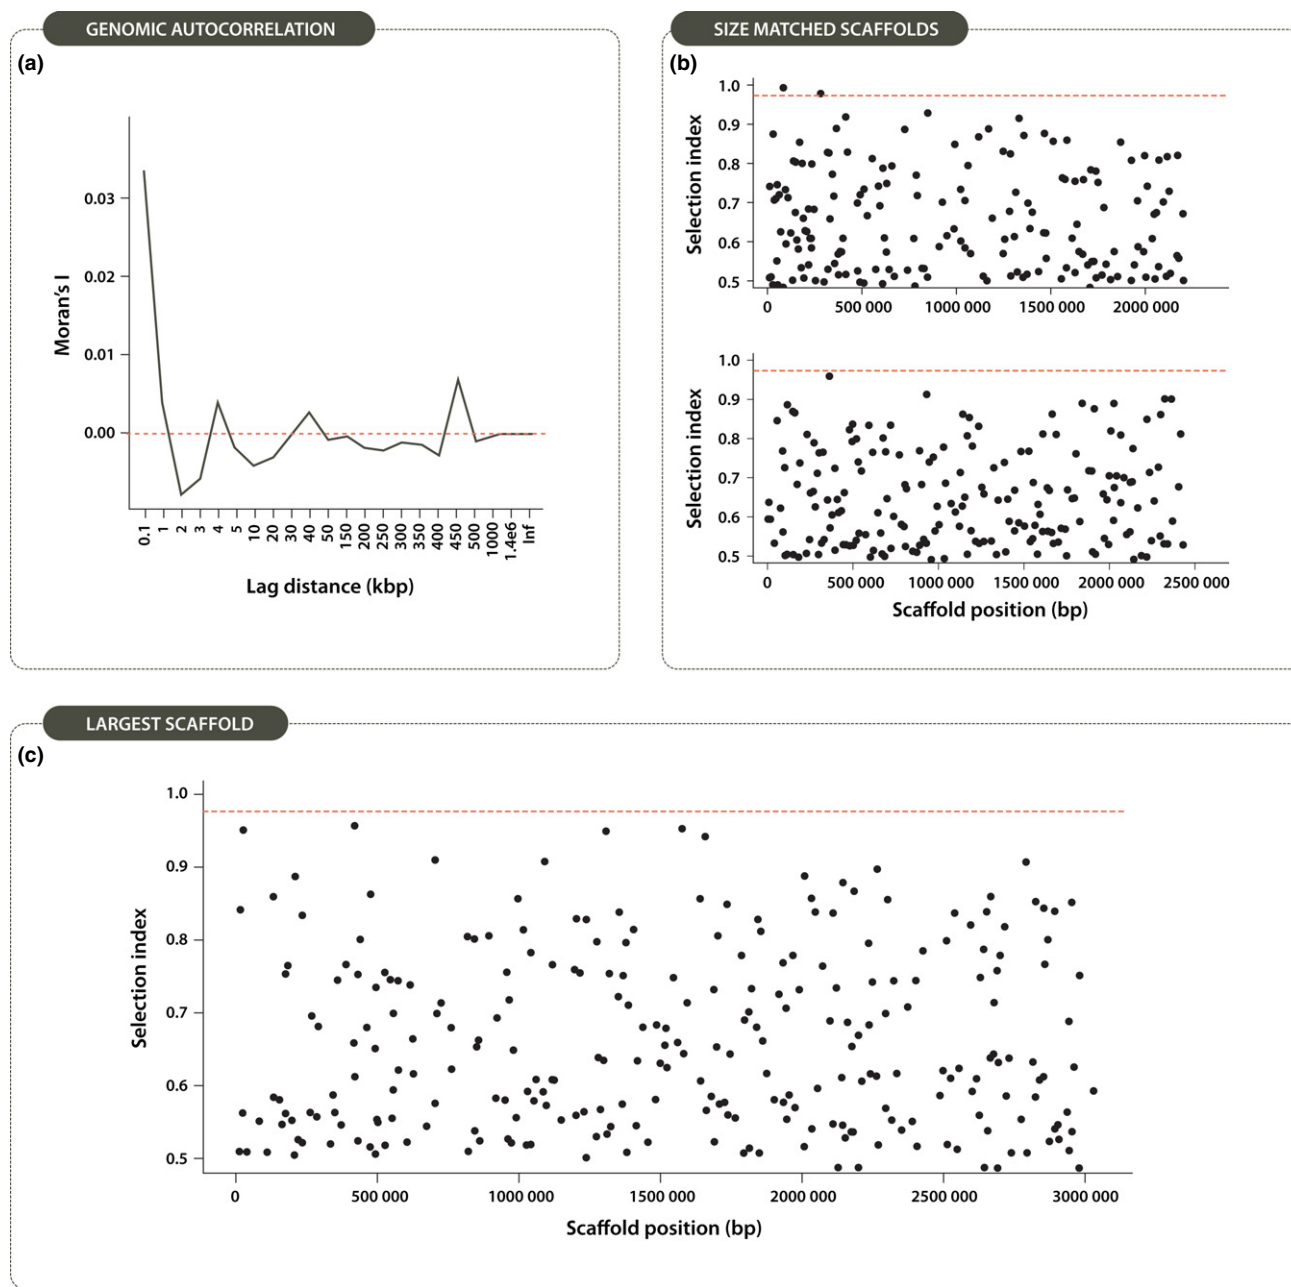 GENOMIC AUTOCORRELATION
(a)
0.03
0.02
0.01
0.00
Moran's I
0.1
1
2
3
4
5
10
20
30
40
50
150
200
250
300
350
400
450
500
1000
1.4e6
Inf
Lag distance (kbp)
SIZE MATCHED SCAFFOLDS
(b)
1.0
0.9
0.8
0.7
0.6
0.5
Selection index
0 500 000 1000 000 1500 000 2000 000
1.0
0.9
0.8
0.7
0.6
0.5
Selection index
0 500 000 1000 000 1500 000 2000 000 2500 000
Scaffold position (bp)
LARGEST SCAFFOLD
(c)
1.0
0.9
0.8
0.7
0.6
0.5
Selection index
0 500 000 1000 000 1500 000 2000 000 2500 000 3000 000
Scaffold position (bp)